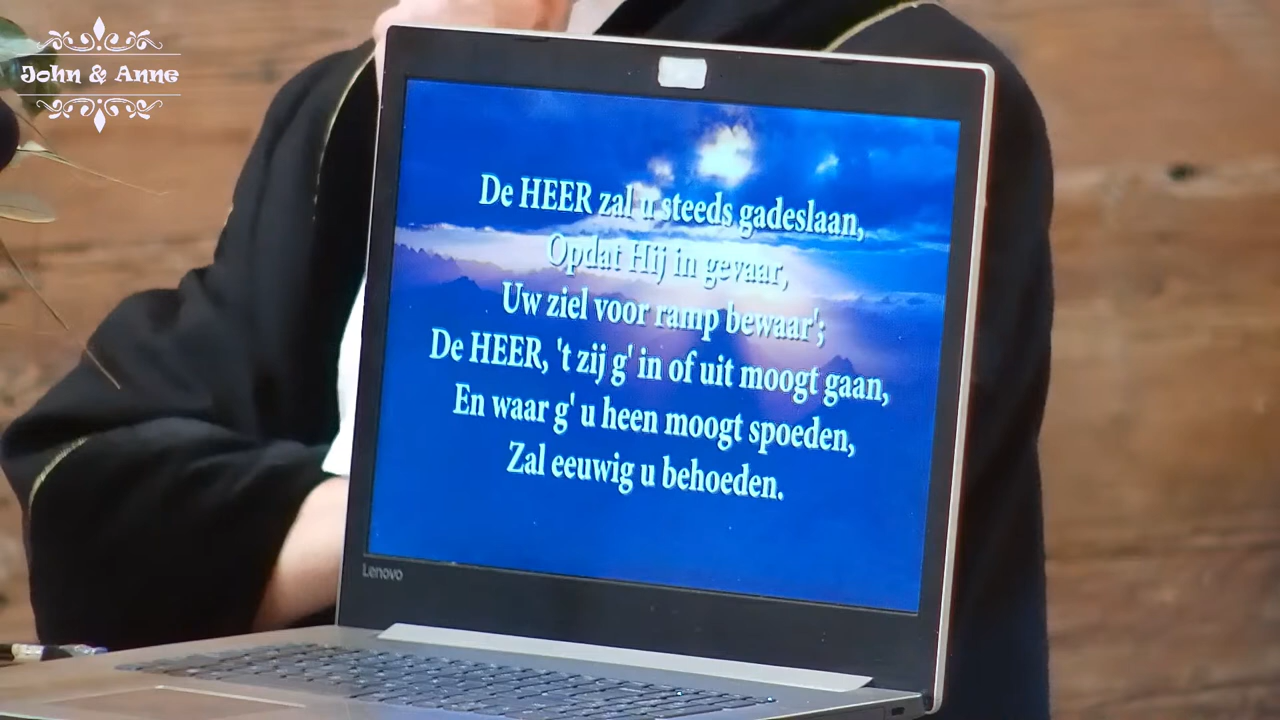 John & Anne
De HEER zal u steeds gadeslaan,
Opdat Hij in gevaar,
Uw ziel voor ramp bewaar';
De HEER, 't zij g' in of uit moogt gaan,
En waar g' u heen moogt spoeden,
Zal eeuwig u behoeden.
Lenovo